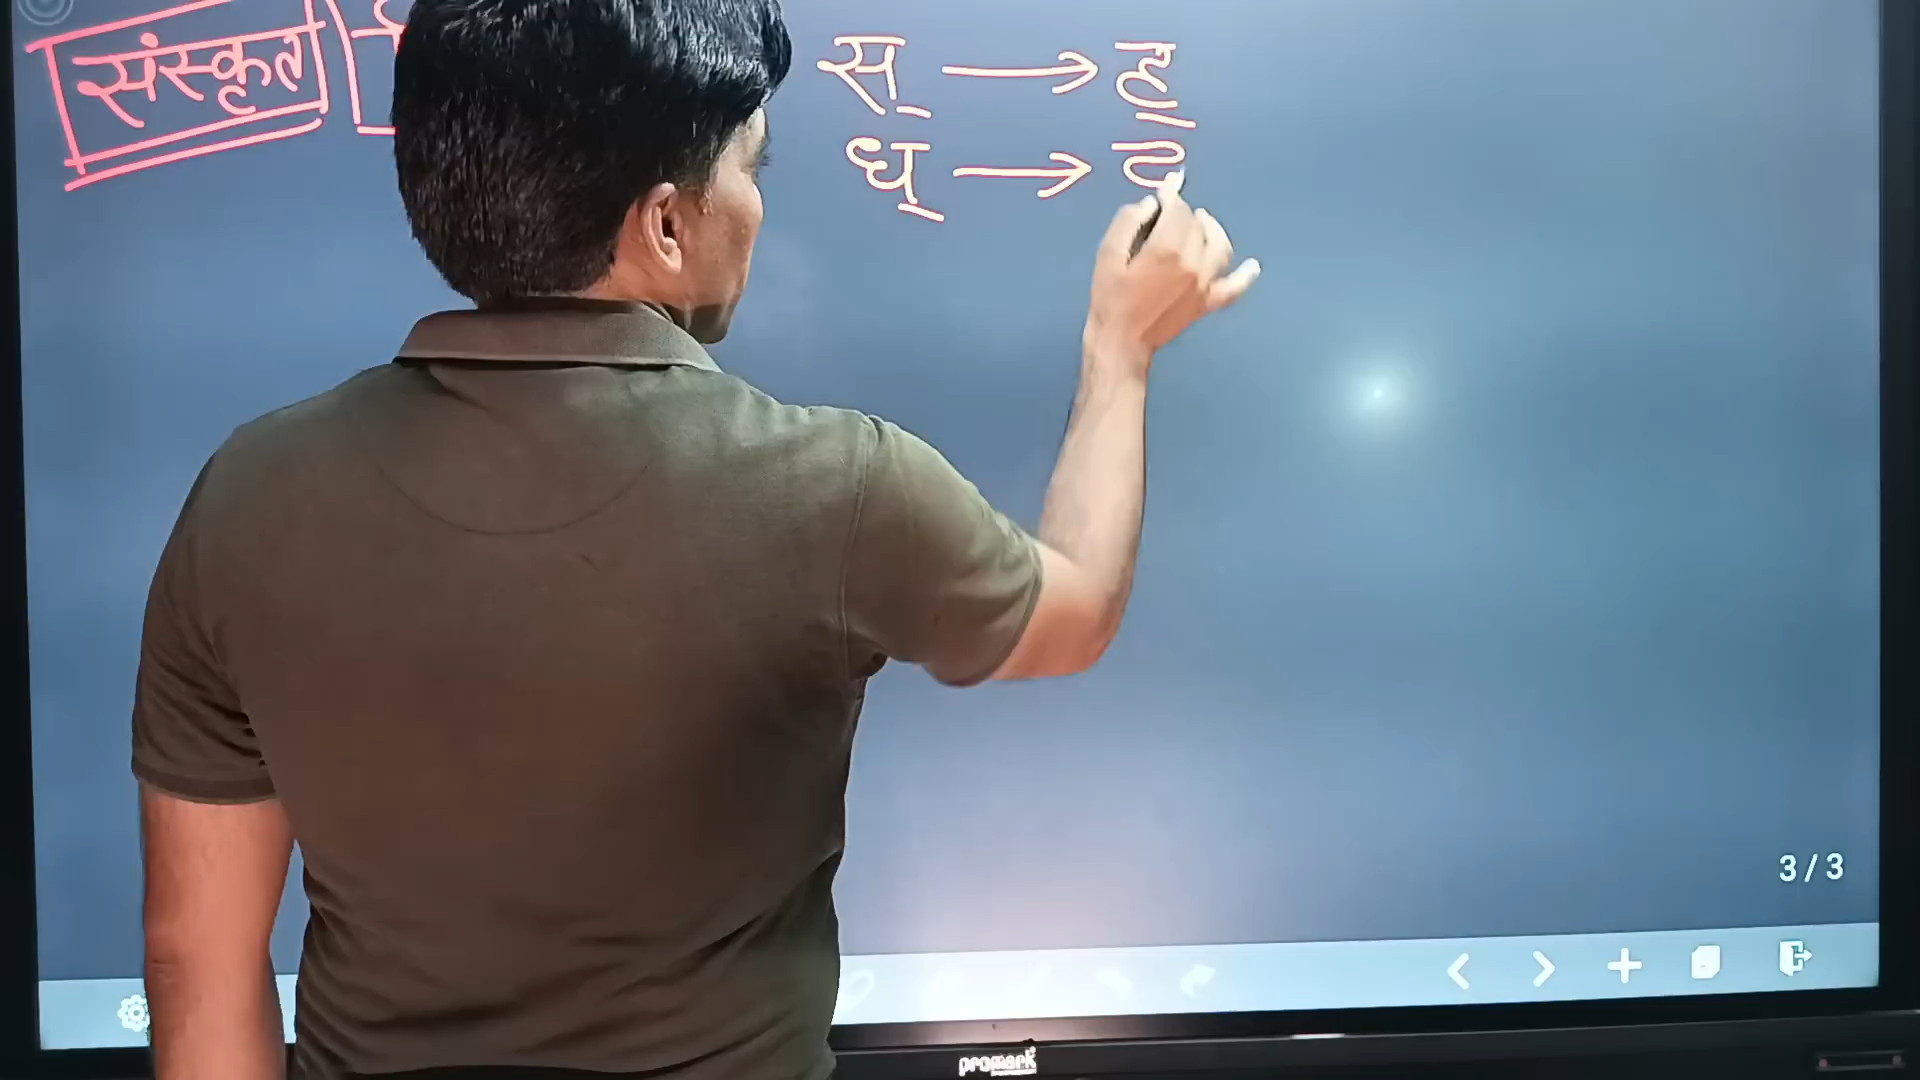 संस्कृत
स् → ह
ध् → द
3/3
promark